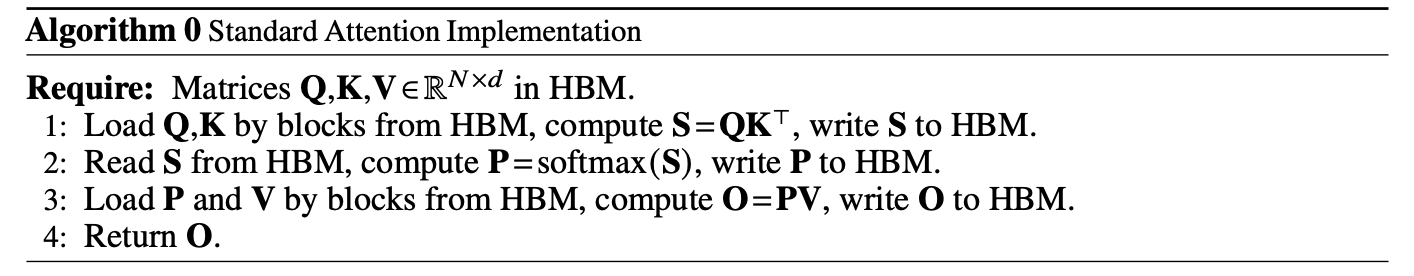 Algorithm 0 Standard Attention Implementation
Require: Matrices Q,K,V∈ℝ^{N×d} in HBM.
1: Load Q,K by blocks from HBM, compute S=QK^⊤, write S to HBM.
2: Read S from HBM, compute P=softmax(S), write P to HBM.
3: Load P and V by blocks from HBM, compute O=PV, write O to HBM.
4: Return O.